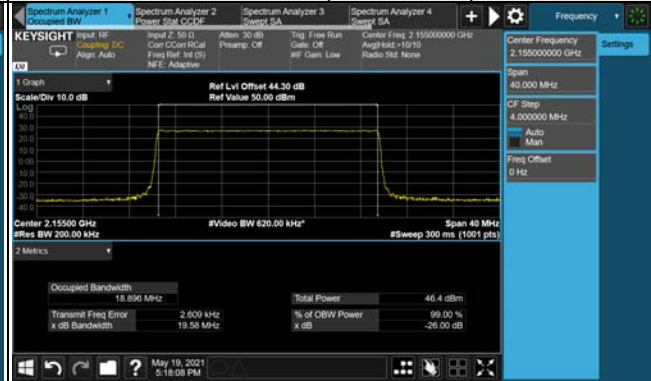 Spectrum Analyzer 1
Occupied BW
Spectrum Analyzer 2
Power Stat CCDF
Spectrum Analyzer 3
Swept SA
Spectrum Analyzer 4
Swept SA
Frequency
KEYSIGHT
Input: RF
Coupling: DC
Align: Auto
Input Z: 50 Ω
Corr CCorr RCal
Freq Ref: Int (S)
NFE: Adaptive
Atten: 30 dB
Preamp: Off
Trig: Free Run
Gate: Off
#IF Gain: Low
Center Freq: 2.155000000 GHz
Avg|Hold:>10/10
Radio Std: None
Center Frequency
2.155000000 GHz
Settings
Span
40.000 MHz
CF Step
4.000000 MHz
Auto
Man
Freq Offset
0 Hz
1 Graph
Scale/Div 10.0 dB
Ref Lvl Offset 44.30 dB
Ref Value 50.00 dBm
Log
40.0
30.0
20.0
10.0
0.00
-10.0
-20.0
-30.0
-40.0
Center 2.15500 GHz
#Res BW 200.00 kHz
#Video BW 620.00 kHz*
Span 40 MHz
#Sweep 300 ms (1001 pts)
2 Metrics
Occupied Bandwidth
18.896 MHz
Total Power
46.4 dBm
Transmit Freq Error
2.609 kHz
% of OBW Power
99.00 %
x dB Bandwidth
19.58 MHz
x dB
-26.00 dB
May 19, 2021
5:18:08 PM